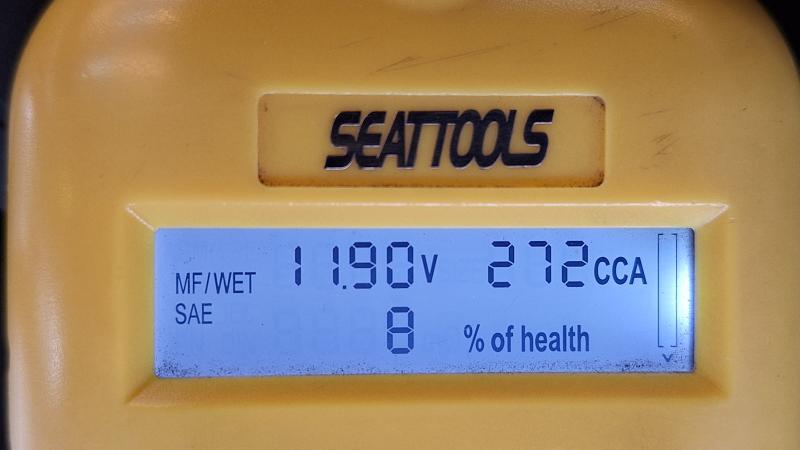 SEATTOOLS
MF/WET 11.90V 272CCA
SAE
8 % of health